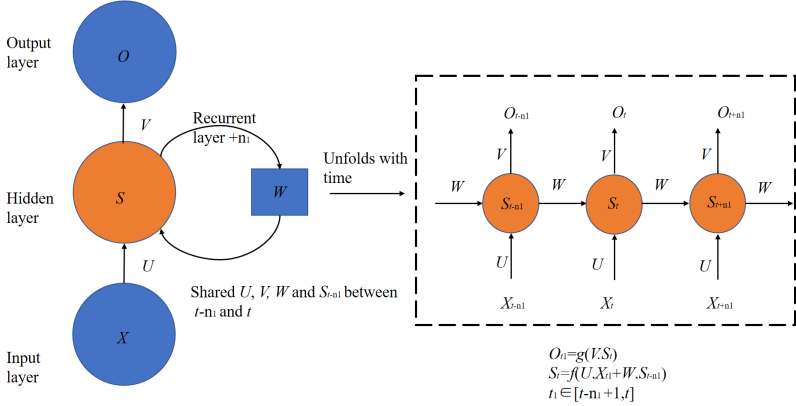 Output
layer
O
V
Recurrent
layer +n₁
Hidden
layer
S
W
Unfolds with
time
U
Shared U, V, W and Sₜ₋ₙ₁ between
t-n₁ and t
Input
layer
X
Oₜ₋ₙ₁ Oₜ Oₜ₊ₙ₁
V V V
W W W W
Sₜ₋ₙ₁ Sₜ Sₜ₊ₙ₁
U U U
Xₜ₋ₙ₁ Xₜ Xₜ₊ₙ₁
Oₜ₁=g(V.Sₜ)
Sₜ=f(U.Xₜ₁+W.Sₜ₋ₙ₁)
t₁∈[t-n₁+1,t]